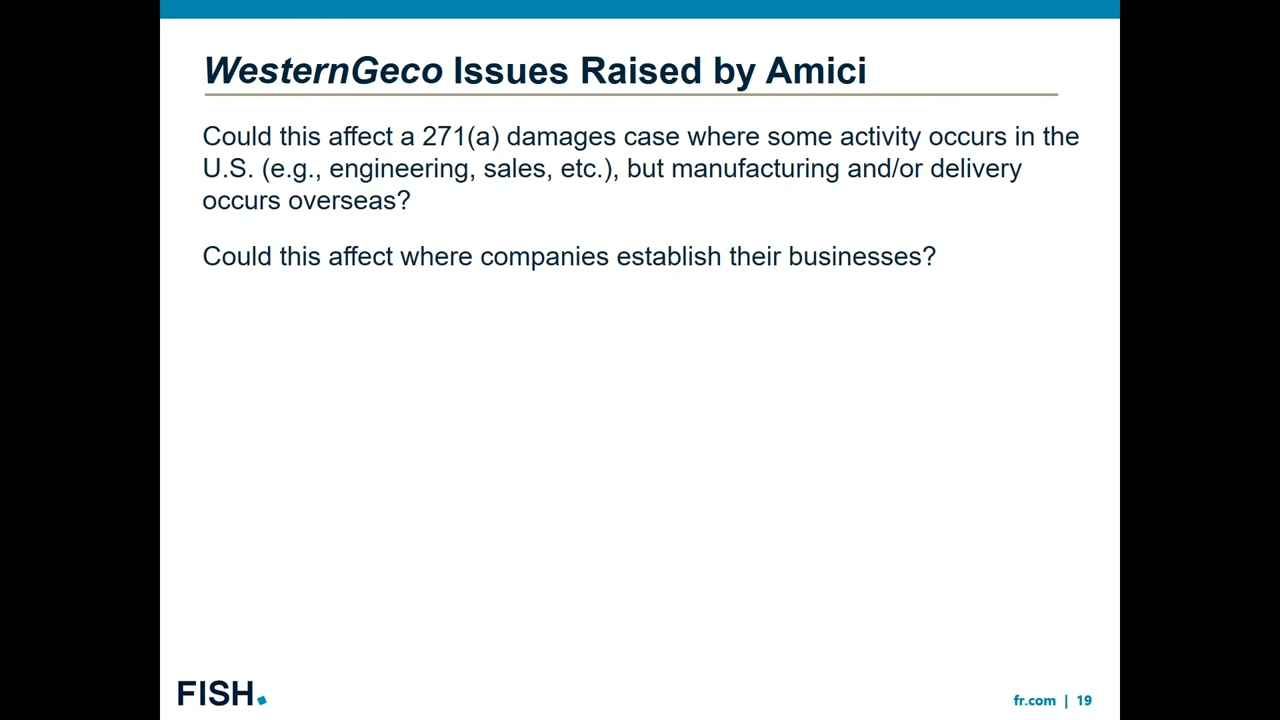 WesternGeco Issues Raised by Amici
Could this affect a 271(a) damages case where some activity occurs in the
U.S. (e.g., engineering, sales, etc.), but manufacturing and/or delivery
occurs overseas?
Could this affect where companies establish their businesses?
FISH.
fr.com | 19